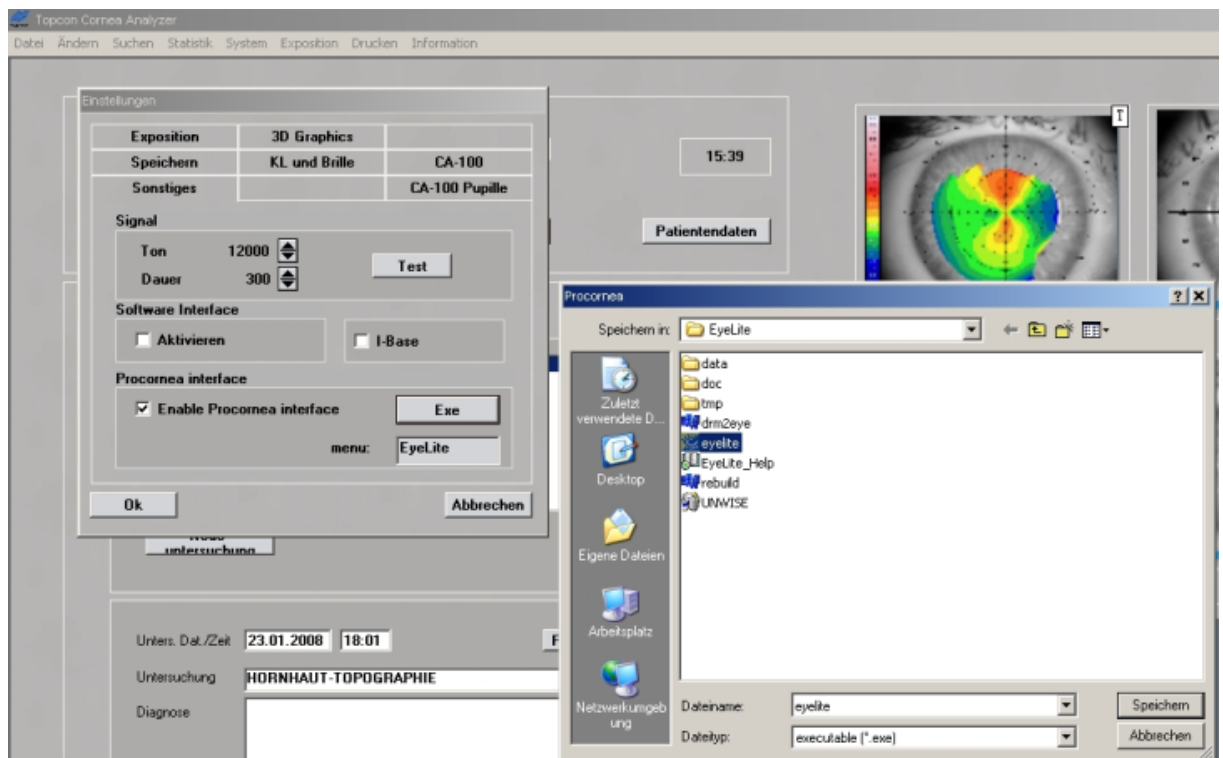 Topcon Cornea Analyzer
Datei Ändern Suchen Statistik System Exposition Drucken Information
Einstellungen
Exposition 3D Graphics
Speichern KL und Brille CA-100
Sonstiges CA-100 Pupille
Signal
Ton 12000
Dauer 300
Test
Software Interface
Aktivieren
I-Base
Procornea interface
Enable Procornea interface
Exe
menu: EyeLite
Ok
Abbrechen
15:39
Patientendaten
T
untersuchung
Unters. Dat./Zeit 23.01.2008 18:01
F
Untersuchung HORNHAUT-TOPOGRAPHIE
Diagnose
Procornea
Speichern in: EyeLite
Zuletzt
verwendete D...
Desktop
Eigene Dateien
Arbeitsplatz
Netzwerkumgeb
ung
data
doc
tmp
drm2eye
eyelite
EyeLite_Help
rebuild
UNWISE
Dateiname: eyelite
Speichern
Dateityp: executable (*.exe)
Abbrechen